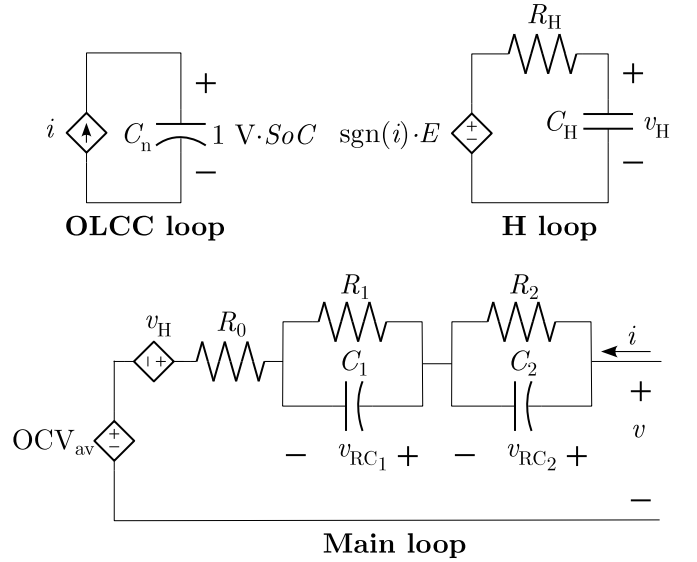 R_H
+ +
i C_n 1 V·SoC sgn(i)·E + − C_H v_H
− −
OLCC loop H loop
R_1 R_2
v_H R_0 i
− + C_1 C_2
+
OCV_av + − v
− v_RC1 + − v_RC2 +
−
Main loop